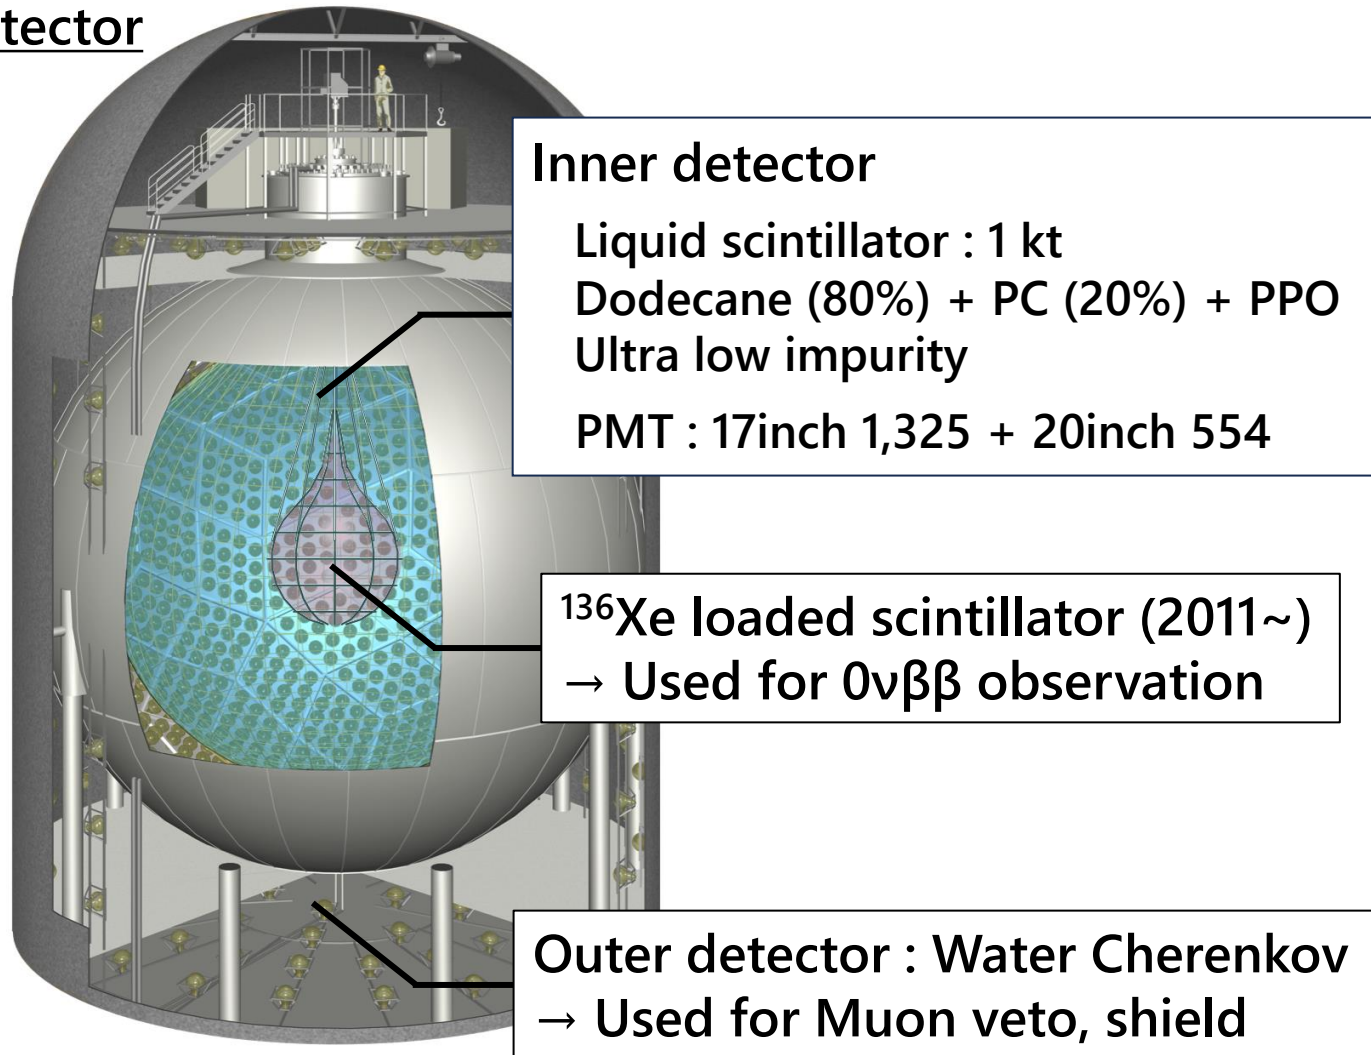 tector
Inner detector
Liquid scintillator : 1 kt
Dodecane (80%) + PC (20%) + PPO
Ultra low impurity
PMT : 17inch 1,325 + 20inch 554
¹³⁶Xe loaded scintillator (2011~)
→ Used for 0νββ observation
Outer detector : Water Cherenkov
→ Used for Muon veto, shield